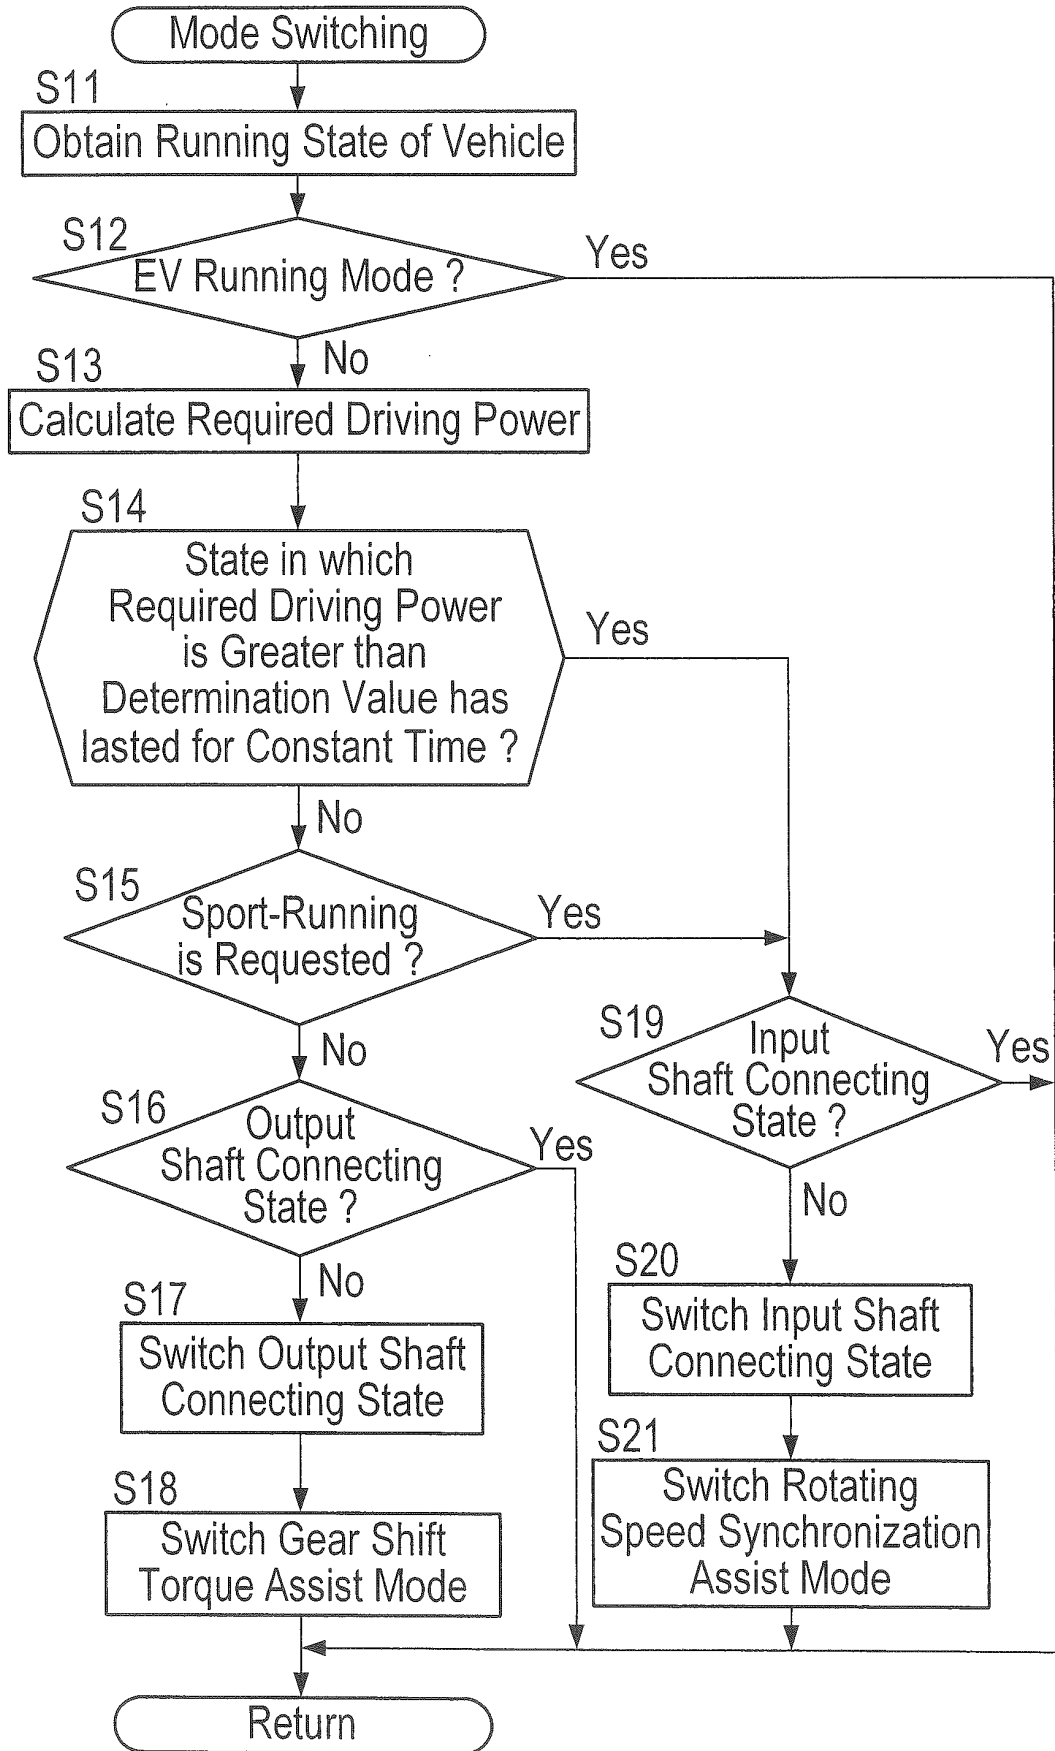 Mode Switching
S11
Obtain Running State of Vehicle
S12
EV Running Mode ?
Yes
No
S13
Calculate Required Driving Power
S14
State in which
Required Driving Power
is Greater than
Determination Value has
lasted for Constant Time ?
Yes
No
S15
Sport-Running
is Requested ?
Yes
No
S16
Output
Shaft Connecting
State ?
Yes
No
S17
Switch Output Shaft
Connecting State
S18
Switch Gear Shift
Torque Assist Mode
S19
Input
Shaft Connecting
State ?
Yes
No
S20
Switch Input Shaft
Connecting State
S21
Switch Rotating
Speed Synchronization
Assist Mode
Return